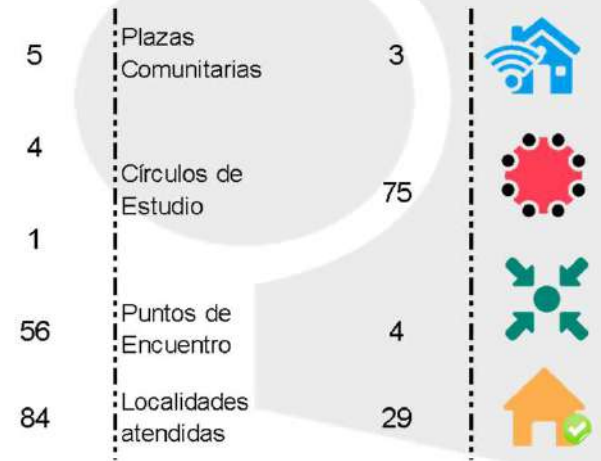 5
Plazas
Comunitarias
3
4
Círculos de
Estudio
75
1
56
Puntos de
Encuentro
4
84
Localidades
atendidas
29